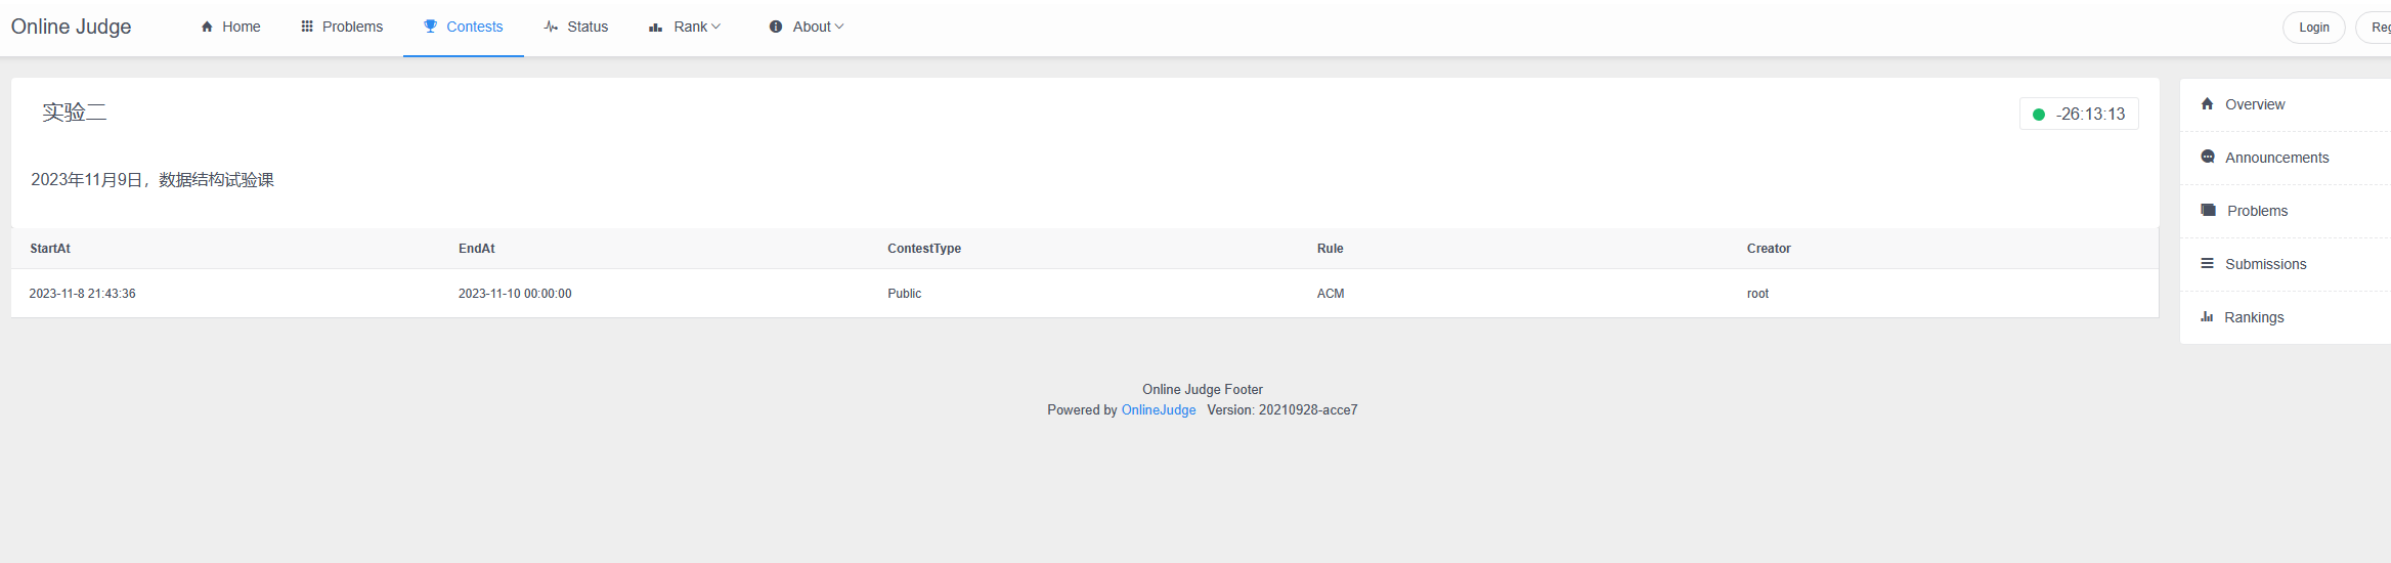 Online Judge Home Problems Contests Status Rank About Login
实验二 -26:13:13
2023年11月9日，数据结构试验课
StartAt EndAt ContestType Rule Creator
2023-11-8 21:43:36 2023-11-10 00:00:00 Public ACM root
Overview
Announcements
Problems
Submissions
Rankings
Online Judge Footer
Powered by OnlineJudge Version: 20210928-acce7